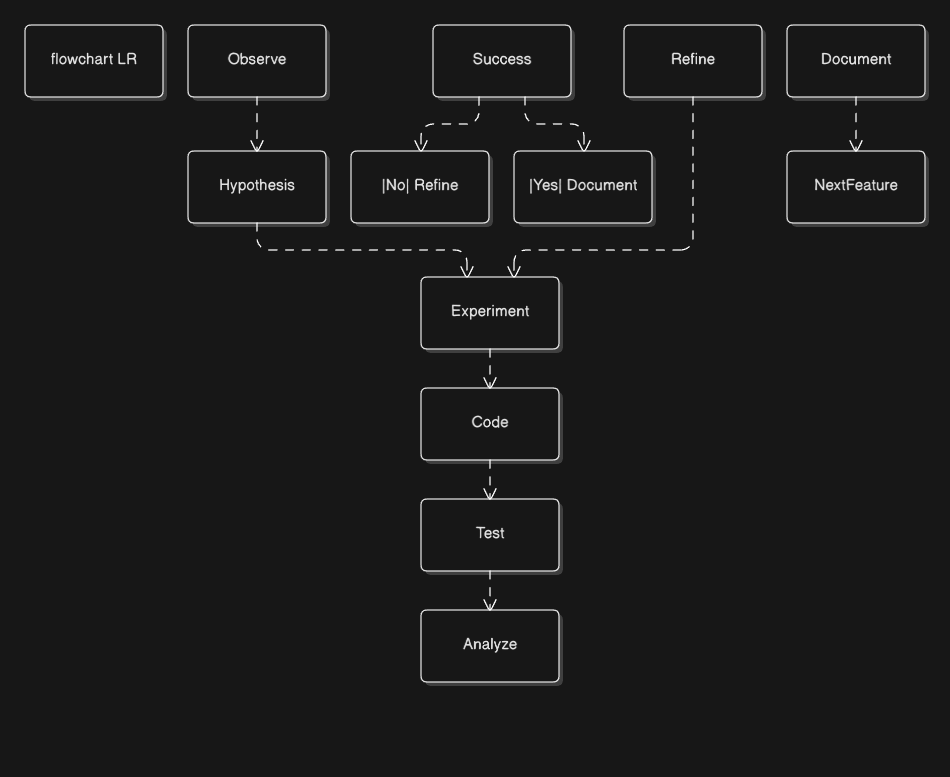 flowchart LR
Observe
Success
Refine
Document
Hypothesis
|No| Refine
|Yes| Document
NextFeature
Experiment
Code
Test
Analyze